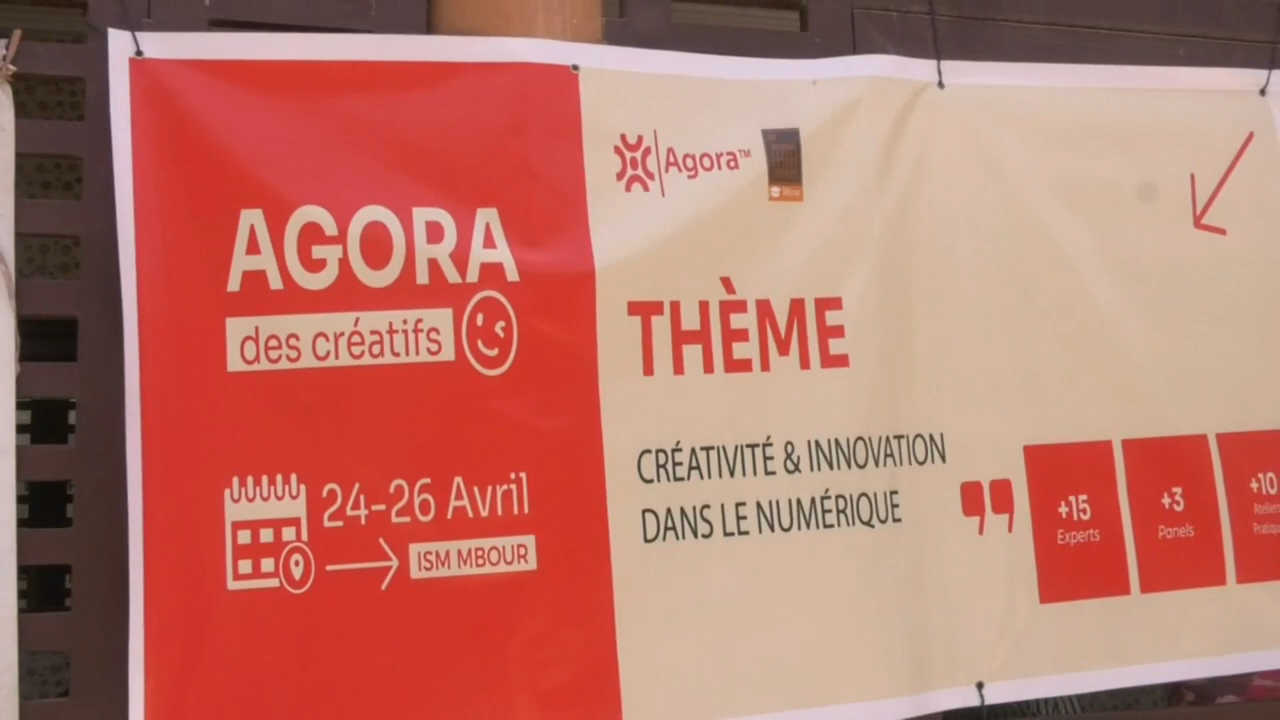 AGORA
des créatifs
24-26 Avril
ISM MBOUR
Agora™
THÈME
CRÉATIVITÉ & INNOVATION
DANS LE NUMÉRIQUE
+15
Experts
+3
Panels
+10